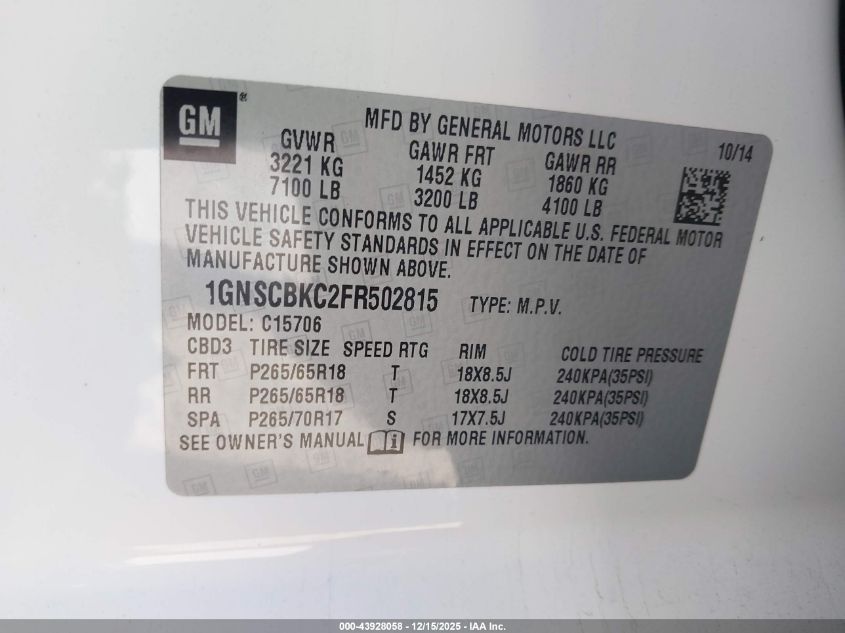 GM ®
MFD BY GENERAL MOTORS LLC
10/14
GVWR GAWR FRT GAWR RR
3221 KG 1452 KG 1860 KG
7100 LB 3200 LB 4100 LB
THIS VEHICLE CONFORMS TO ALL APPLICABLE U.S. FEDERAL MOTOR
VEHICLE SAFETY STANDARDS IN EFFECT ON THE DATE OF
MANUFACTURE SHOWN ABOVE.
1GNSCBKC2FR502815 TYPE: M.P.V.
MODEL: C15706
CBD3 TIRE SIZE SPEED RTG RIM COLD TIRE PRESSURE
FRT P265/65R18 T 18X8.5J 240KPA(35PSI)
RR P265/65R18 T 18X8.5J 240KPA(35PSI)
SPA P265/70R17 S 17X7.5J 240KPA(35PSI)
SEE OWNER'S MANUAL i FOR MORE INFORMATION.
000-43928058 - 12/15/2025 - IAA Inc.